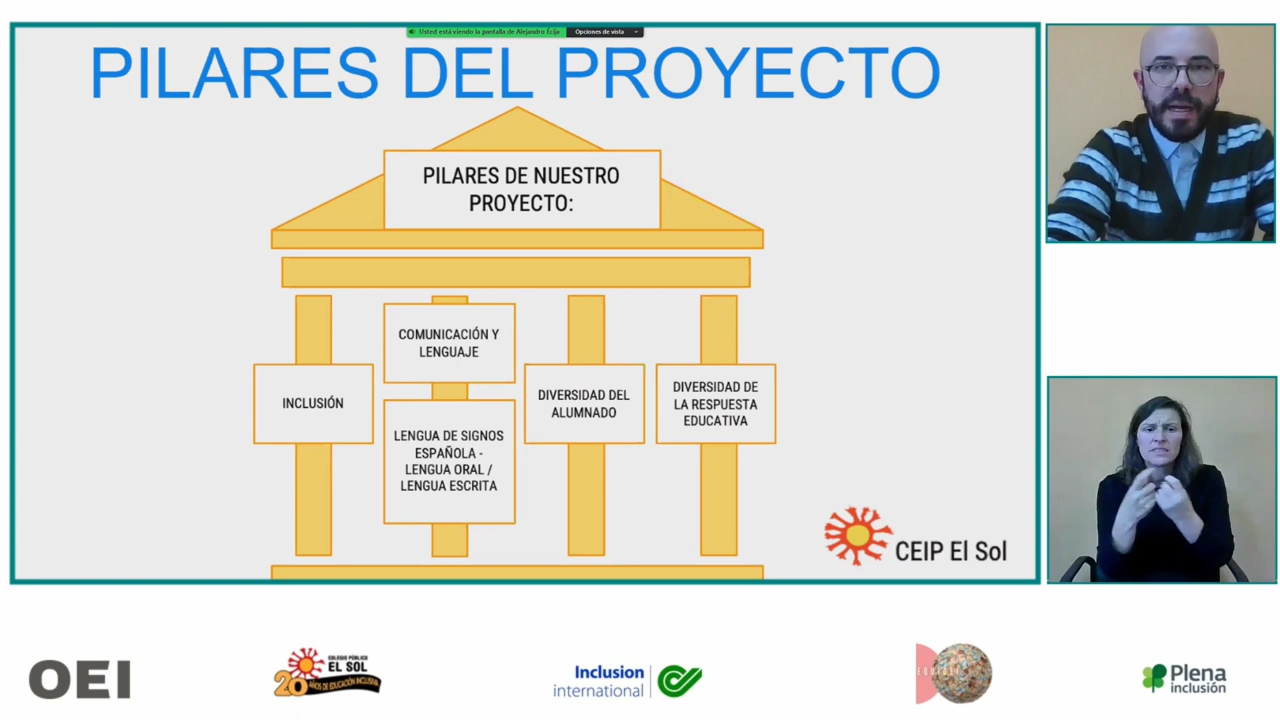 Usted está viendo la pantalla de Alejandro Écija
Opciones de vista
PILARES DEL PROYECTO
PILARES DE NUESTRO
PROYECTO:
INCLUSIÓN
COMUNICACIÓN Y
LENGUAJE
LENGUA DE SIGNOS
ESPAÑOLA -
LENGUA ORAL /
LENGUA ESCRITA
DIVERSIDAD DEL
ALUMNADO
DIVERSIDAD DE
LA RESPUESTA
EDUCATIVA
CEIP El Sol
OEI
COLEGIO PÚBLICO
EL SOL
20 AÑOS DE EDUCACIÓN INCLUSIVA
Inclusion
international
Plena
inclusión